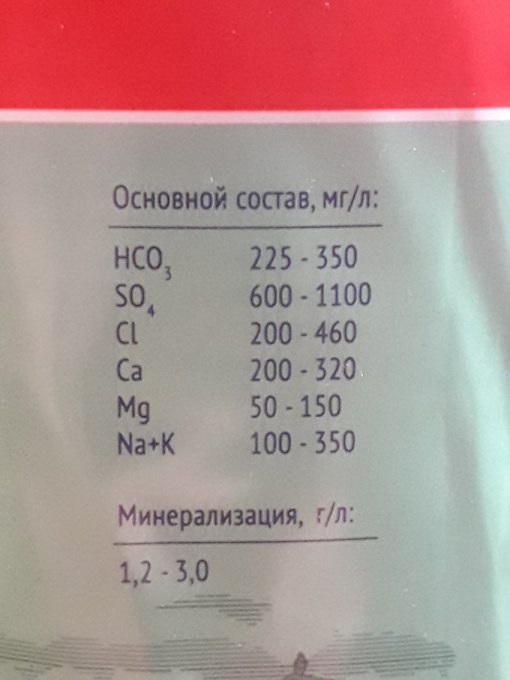 Основной состав, мг/л:
HCO₃ 225 - 350
SO₄ 600 - 1100
Cl 200 - 460
Ca 200 - 320
Mg 50 - 150
Na+K 100 - 350
Минерализация, г/л:
1,2 - 3,0